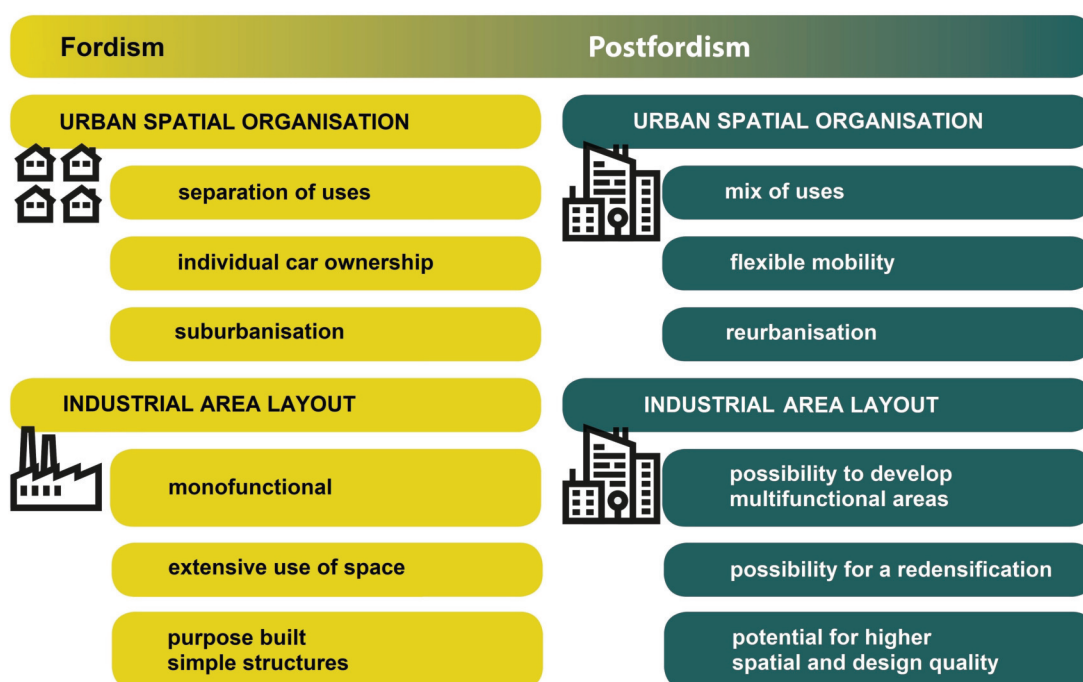 Fordism
Postfordism
URBAN SPATIAL ORGANISATION
separation of uses
individual car ownership
suburbanisation
INDUSTRIAL AREA LAYOUT
monofunctional
extensive use of space
purpose built
simple structures
URBAN SPATIAL ORGANISATION
mix of uses
flexible mobility
reurbanisation
INDUSTRIAL AREA LAYOUT
possibility to develop
multifunctional areas
possibility for a redensification
potential for higher
spatial and design quality